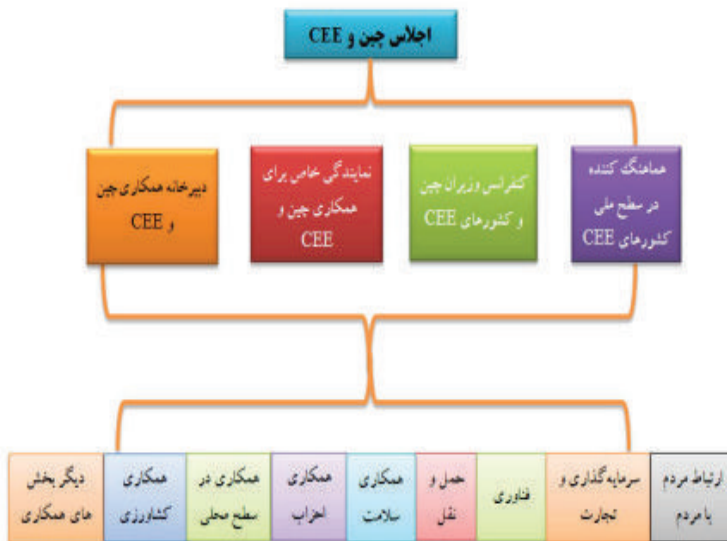 اجلاس چین و CEE
هماهنگ کننده
در سطح ملی
کشورهای CEE
کنفرانس وزیران چین
و کشورهای CEE
نمایندگی خاص برای
همکاری چین و
CEE
دبیرخانه همکاری چین
و CEE
ارتباط مردم
با مردم
سرمایه‌گذاری و
تجارت
فناوری
حمل و
نقل
همکاری
سلامت
همکاری
احزاب
همکاری در
سطح محلی
همکاری
کشاورزی
دیگر بخش
های همکاری